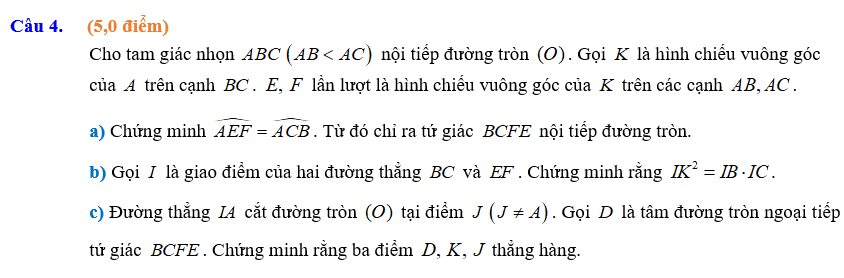 Câu 4. (5,0 điểm)
Cho tam giác nhọn ABC (AB < AC) nội tiếp đường tròn (O). Gọi K là hình chiếu vuông góc
của A trên cạnh BC. E, F lần lượt là hình chiếu vuông góc của K trên các cạnh AB, AC.
a) Chứng minh \widehat{AEF} = \widehat{ACB}. Từ đó chỉ ra tứ giác BCFE nội tiếp đường tròn.
b) Gọi I là giao điểm của hai đường thẳng BC và EF. Chứng minh rằng IK² = IB·IC.
c) Đường thẳng IA cắt đường tròn (O) tại điểm J (J ≠ A). Gọi D là tâm đường tròn ngoại tiếp
tứ giác BCFE. Chứng minh rằng ba điểm D, K, J thẳng hàng.